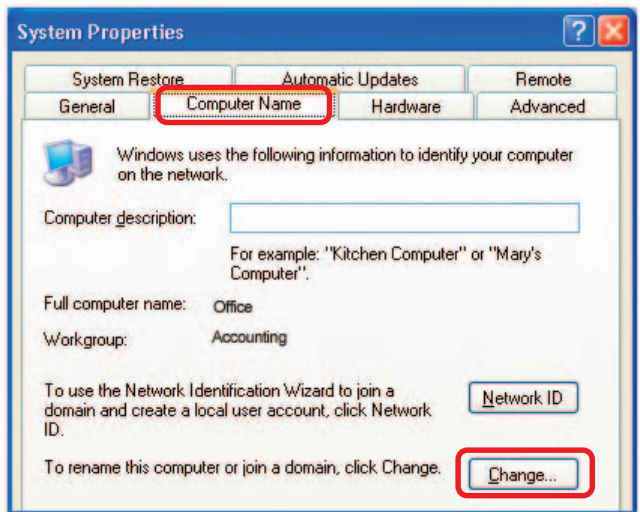 System Properties
System Restore Automatic Updates Remote
General Computer Name Hardware Advanced
Windows uses the following information to identify your computer
on the network.
Computer description:
For example: "Kitchen Computer" or "Mary's
Computer".
Full computer name: Office
Workgroup: Accounting
To use the Network Identification Wizard to join a
domain and create a local user account, click Network
ID.
Network ID
To rename this computer or join a domain, click Change.
Change...